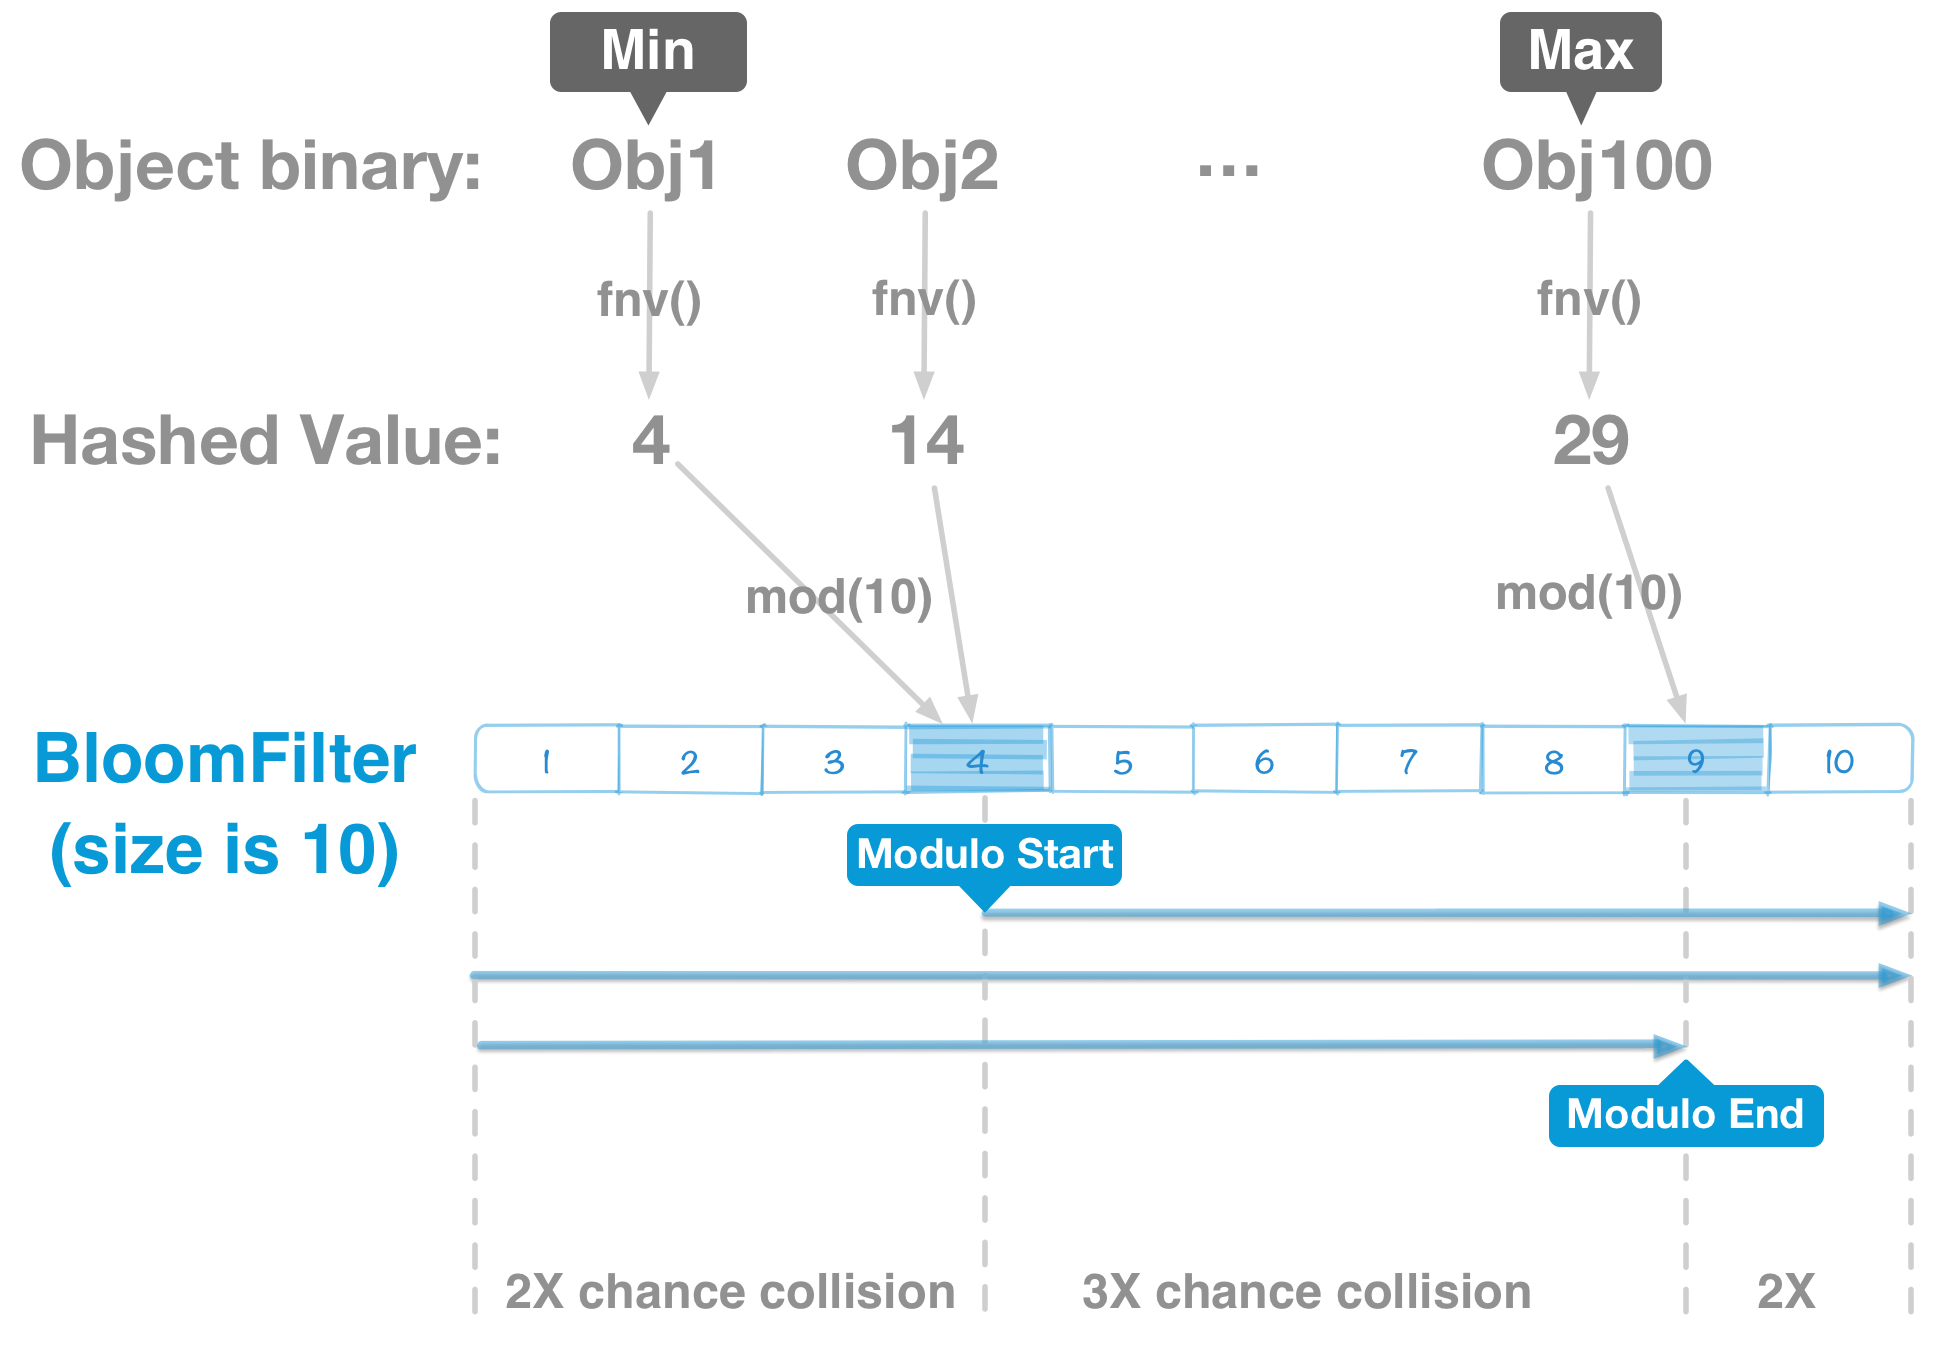 Min Max
Object binary: Obj1 Obj2 ... Obj100
fnv() fnv() fnv()
Hashed Value: 4 14 29
mod(10) mod(10)
BloomFilter 1 2 3 4 5 6 7 8 9 10
(size is 10) Modulo Start
Modulo End
2X chance collision 3X chance collision 2X